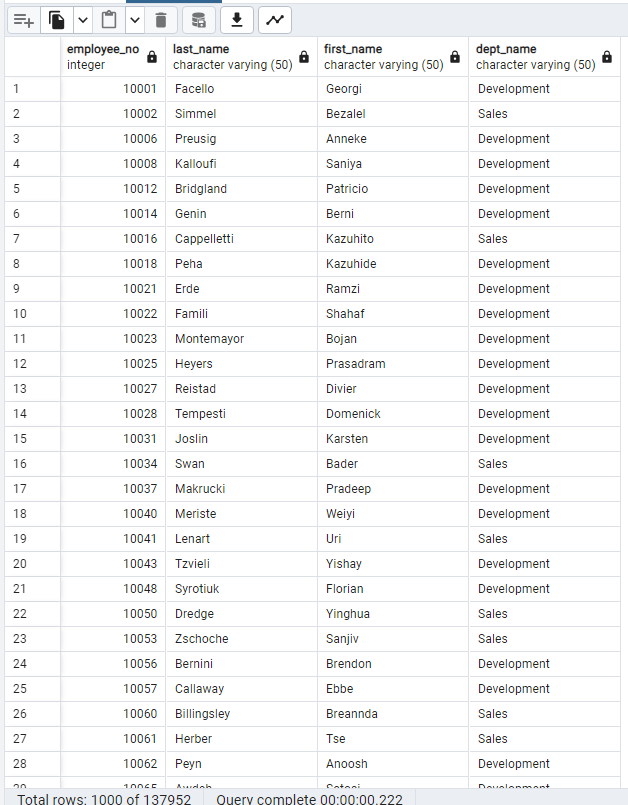 employee_no last_name first_name dept_name
integer character varying (50) character varying (50) character varying (50)
1 10001 Facello Georgi Development
2 10002 Simmel Bezalel Sales
3 10006 Preusig Anneke Development
4 10008 Kalloufi Saniya Development
5 10012 Bridgland Patricio Development
6 10014 Genin Berni Development
7 10016 Cappelletti Kazuhito Sales
8 10018 Peha Kazuhide Development
9 10021 Erde Ramzi Development
10 10022 Famili Shahaf Development
11 10023 Montemayor Bojan Development
12 10025 Heyers Prasadram Development
13 10027 Reistad Divier Development
14 10028 Tempesti Domenick Development
15 10031 Joslin Karsten Development
16 10034 Swan Bader Sales
17 10037 Makrucki Pradeep Development
18 10040 Meriste Weiyi Development
19 10041 Lenart Uri Sales
20 10043 Tzvieli Yishay Development
21 10048 Syrotiuk Florian Development
22 10050 Dredge Yinghua Sales
23 10053 Zschoche Sanjiv Sales
24 10056 Bernini Brendon Development
25 10057 Callaway Ebbe Development
26 10060 Billingsley Breannda Sales
27 10061 Herber Tse Sales
28 10062 Peyn Anoosh Development
Total rows: 1000 of 137952 Query complete 00:00:00.222